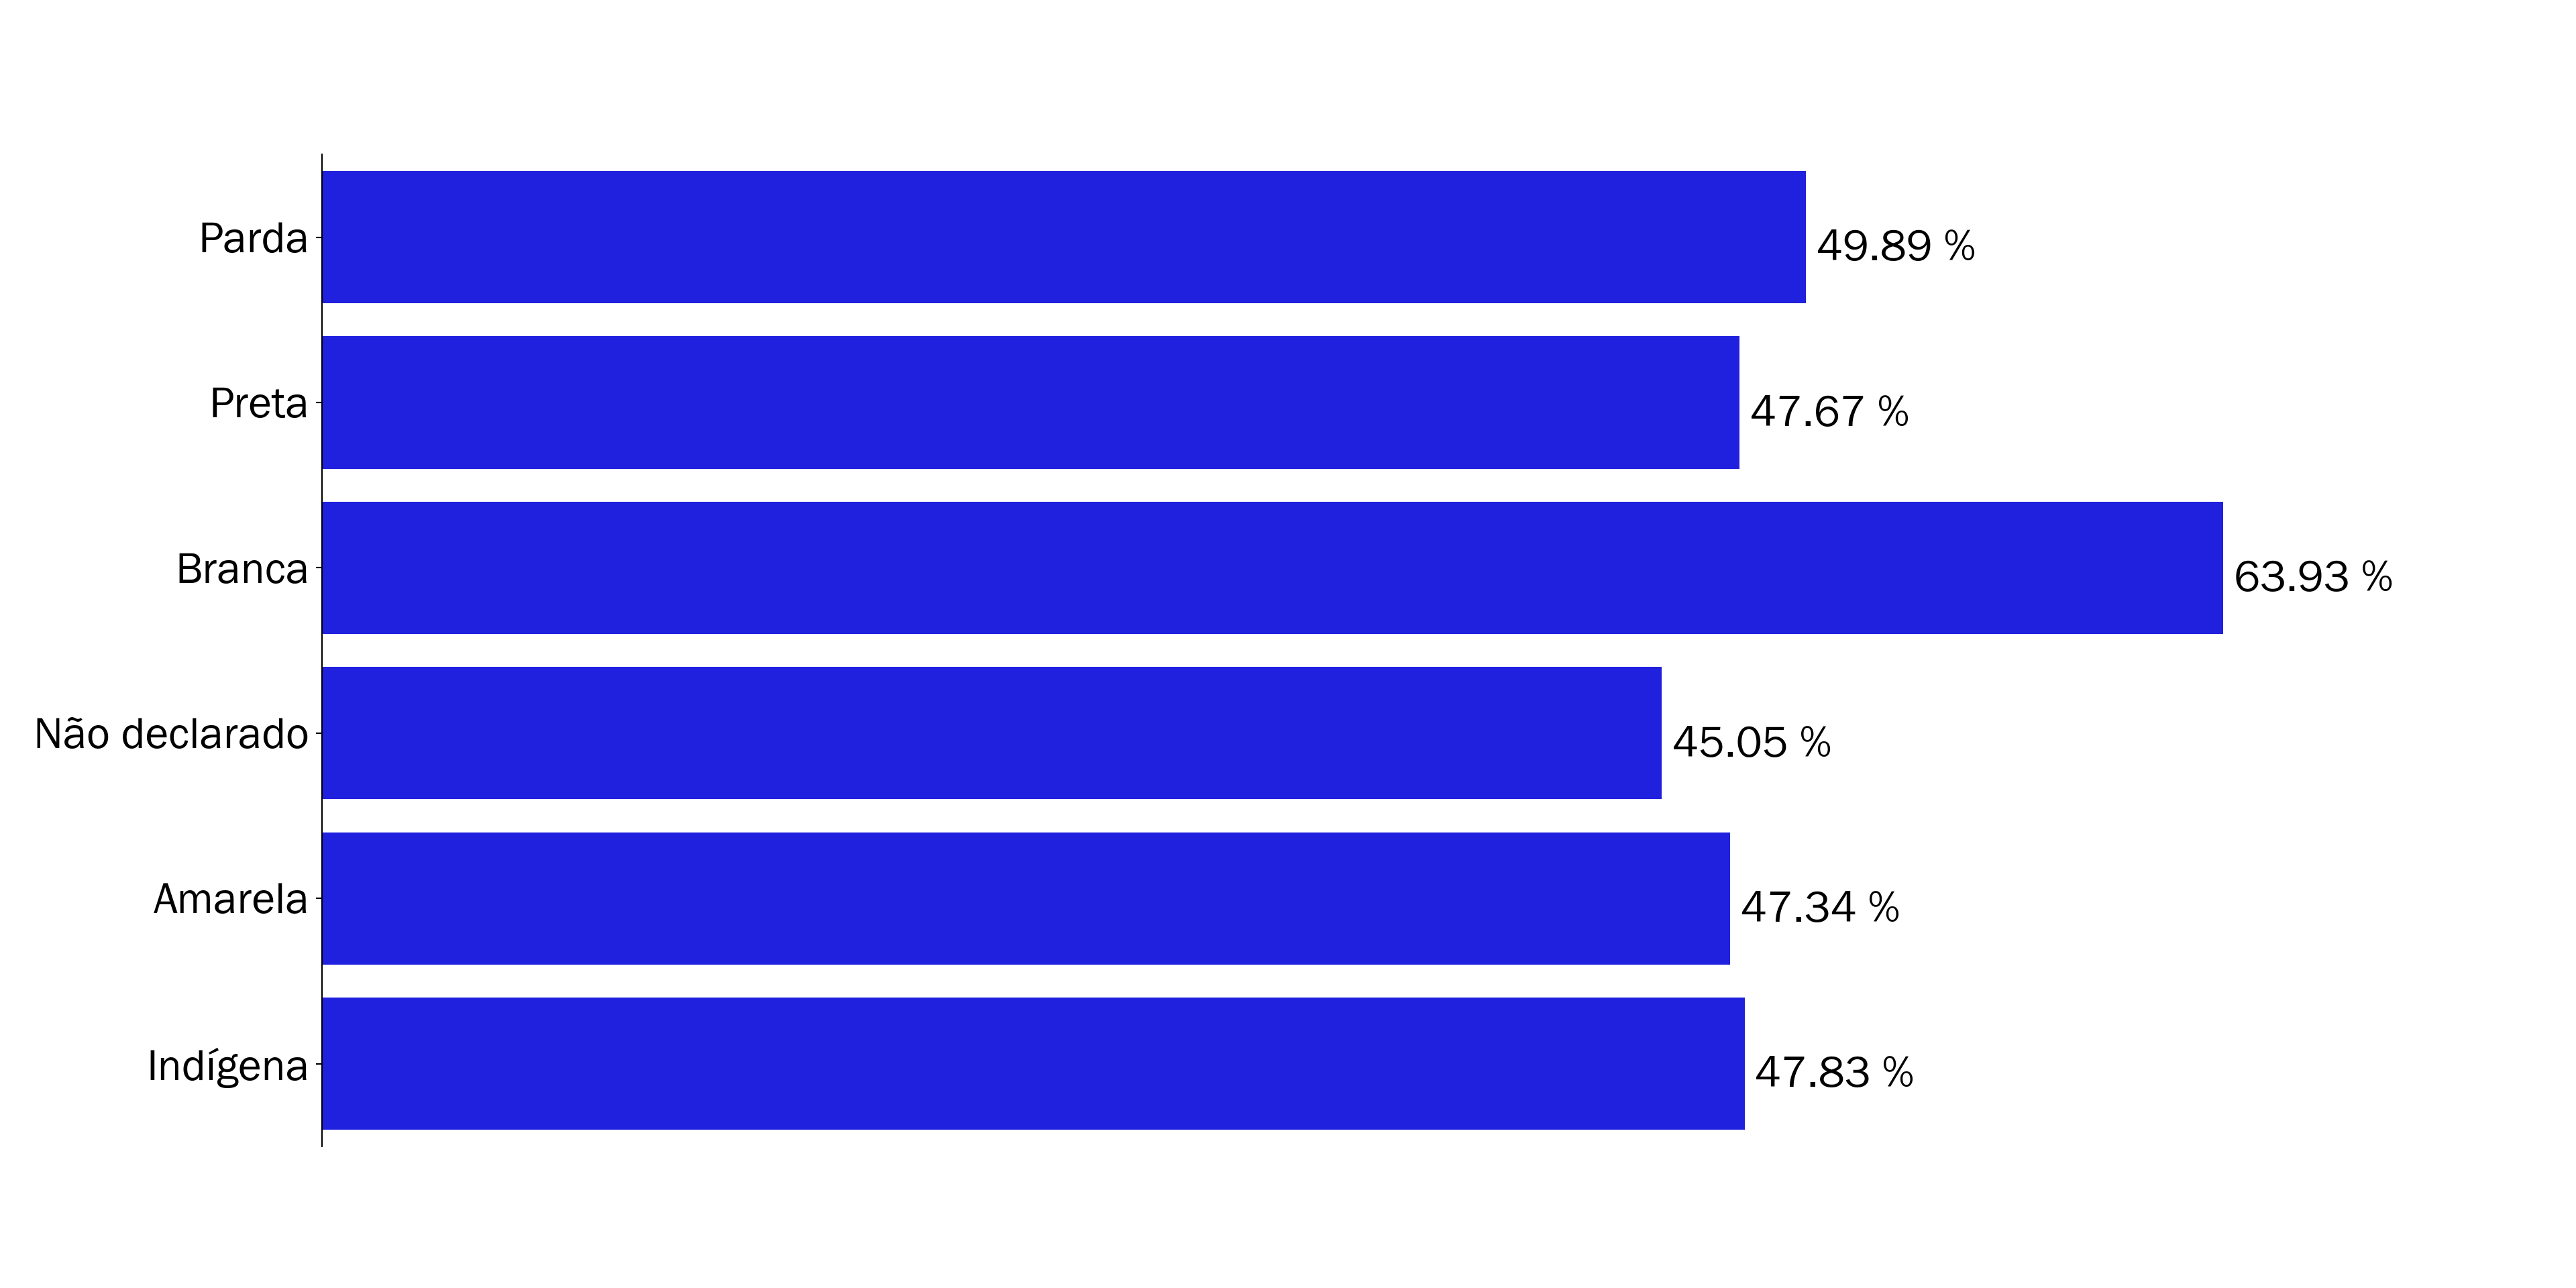 Parda 49.89 %
Preta 47.67 %
Branca 63.93 %
Não declarado 45.05 %
Amarela 47.34 %
Indígena 47.83 %